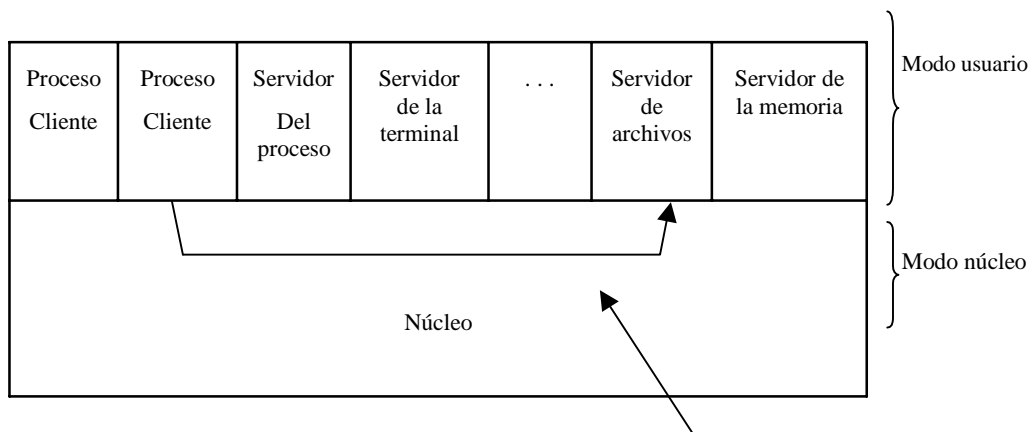 Proceso
Cliente
Proceso
Cliente
Servidor
Del
proceso
Servidor
de la
terminal
. . .
Servidor
de
archivos
Servidor de
la memoria
Modo usuario
Modo núcleo
Núcleo